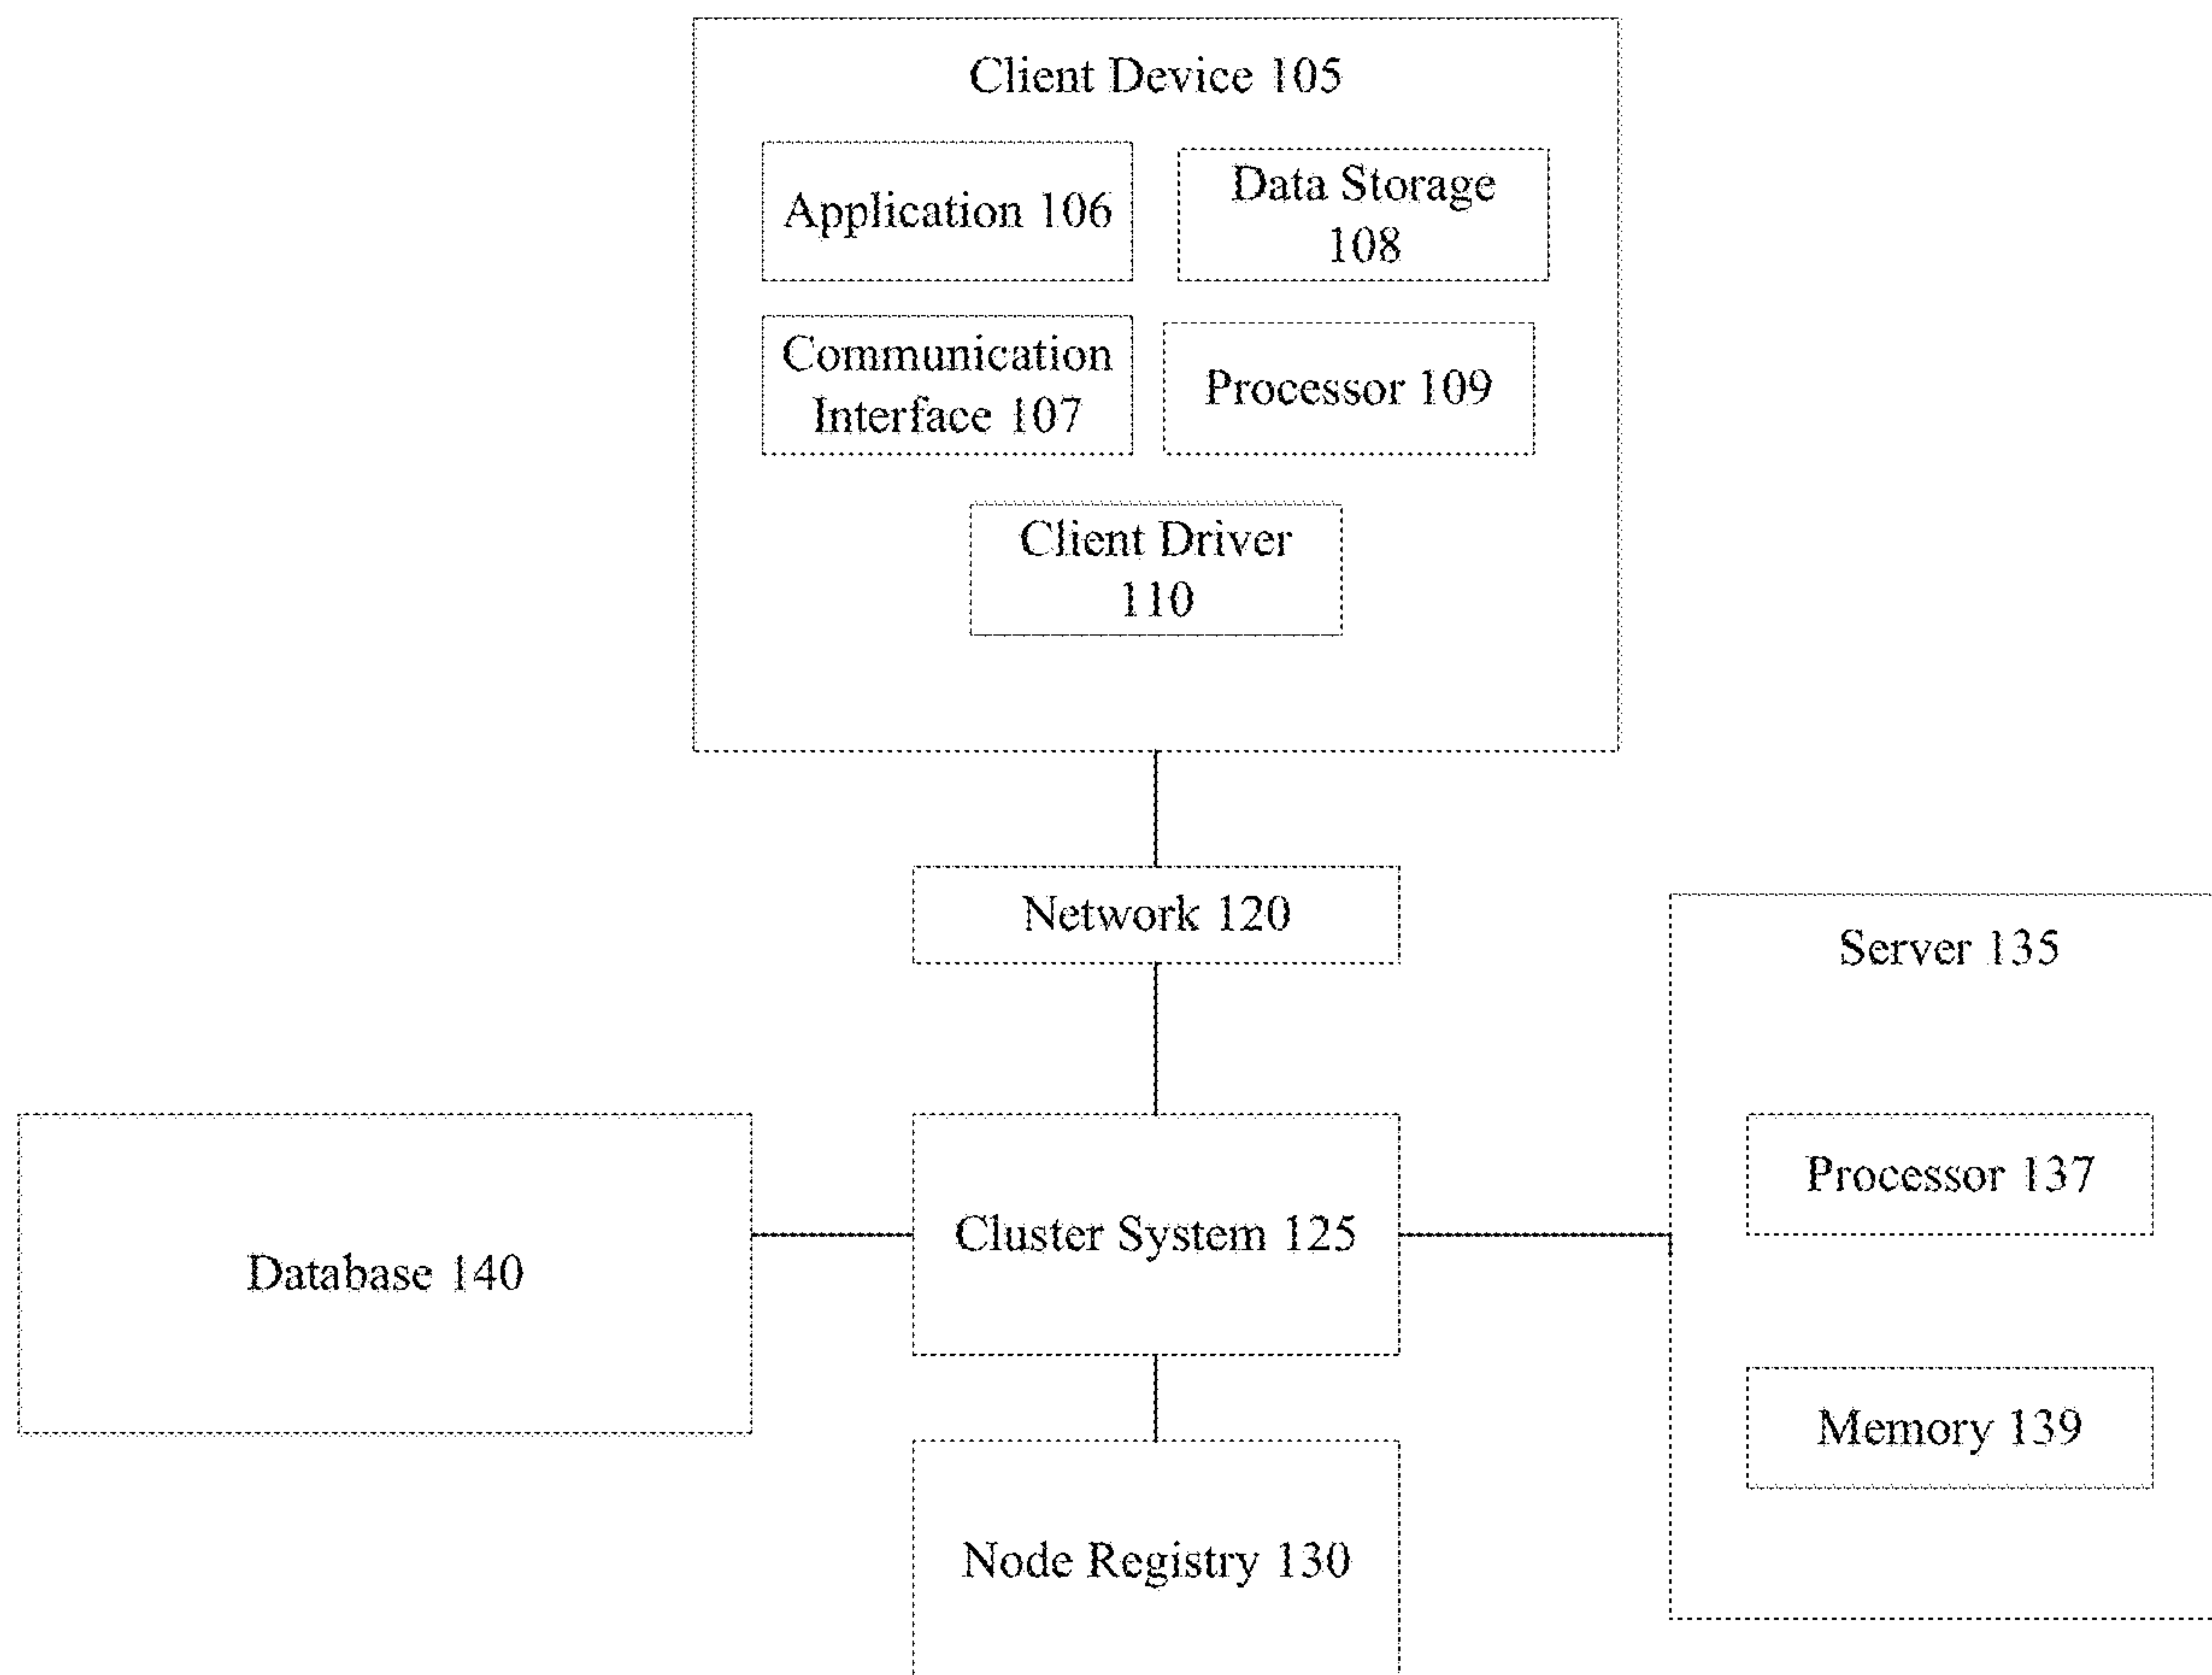 Client Device 105
Application 106
Data Storage
108
Communication
Interface 107
Processor 109
Client Driver
110
Network 120
Server 135
Processor 137
Cluster System 125
Database 140
Memory 139
Node Registry 130